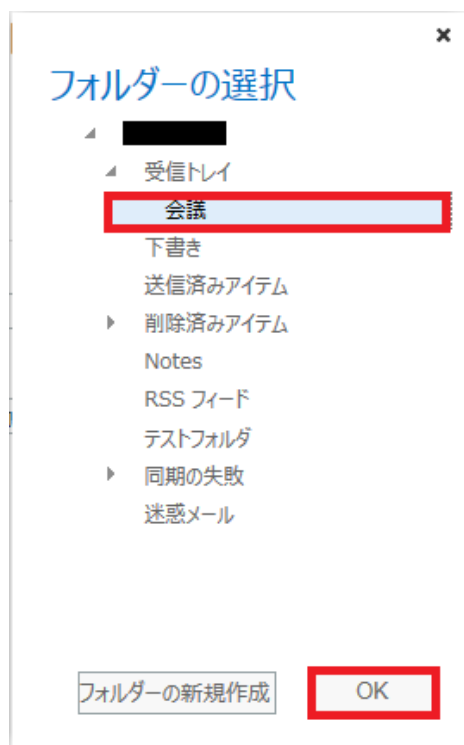 フォルダーの選択
受信トレイ
会議
下書き
送信済みアイテム
削除済みアイテム
Notes
RSS フィード
テストフォルダ
同期の失敗
迷惑メール
フォルダーの新規作成
OK